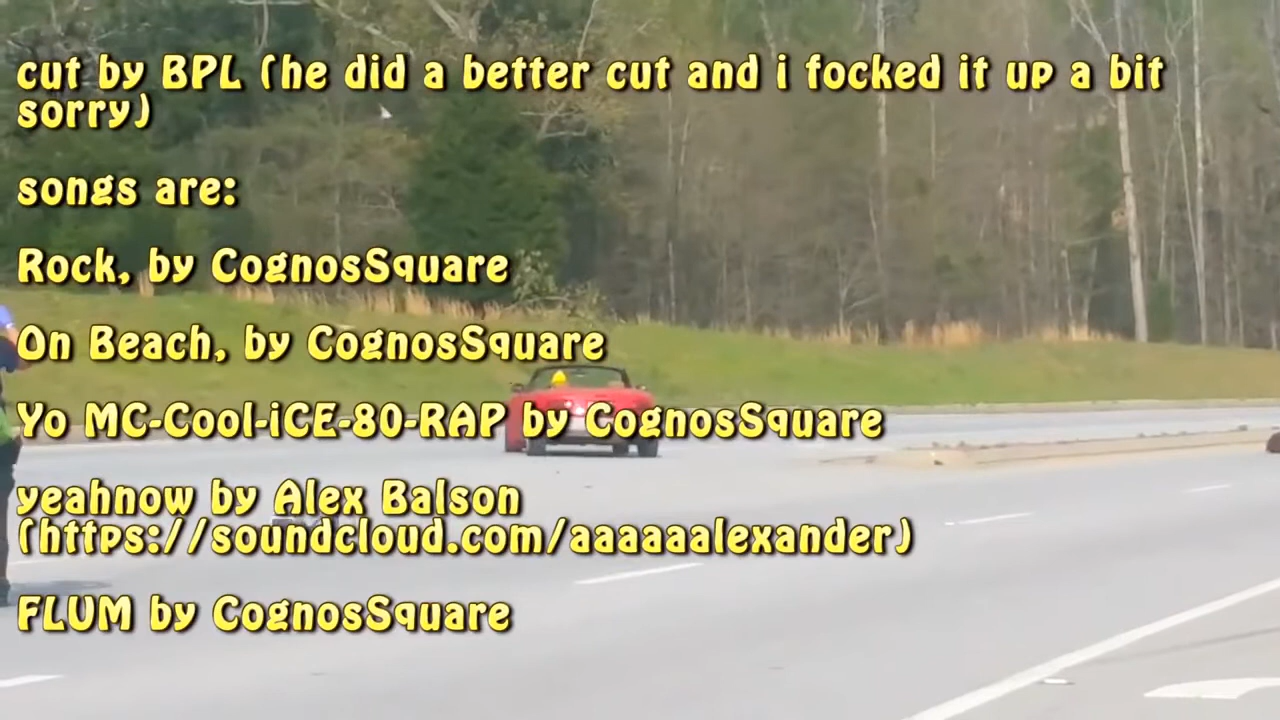 cut by BPL (he did a better cut and i focked it up a bit
sorry)
songs are:
Rock, by CognosSquare
On Beach, by CognosSquare
Yo MC-Cool-iCE-80-RAP by CognosSquare
yeahnow by Alex Balson
(https://soundcloud.com/aaaaaalexander)
FLUM by CognosSquare